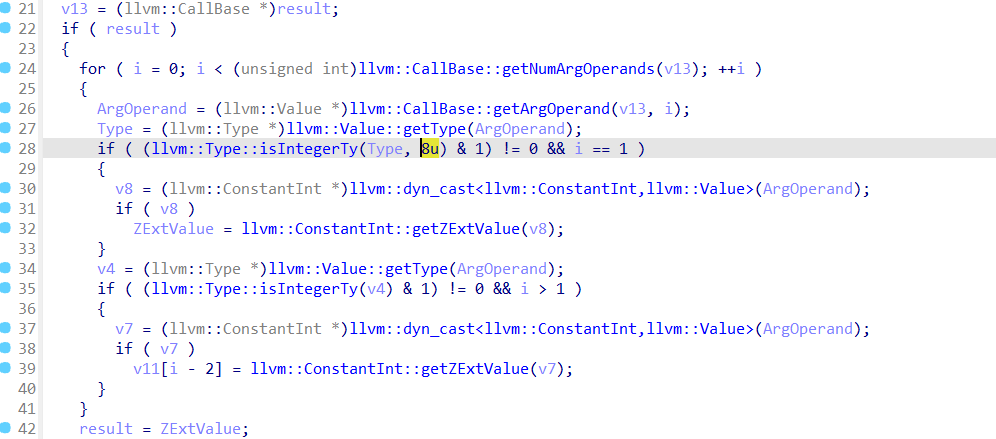 21 v13 = (llvm::CallBase *)result;
22 if ( result )
23 {
24 for ( i = 0; i < (unsigned int)llvm::CallBase::getNumArgOperands(v13); ++i )
25 {
26 ArgOperand = (llvm::Value *)llvm::CallBase::getArgOperand(v13, i);
27 Type = (llvm::Type *)llvm::Value::getType(ArgOperand);
28 if ( (llvm::Type::isIntegerTy(Type, 8u) & 1) != 0 && i == 1 )
29 {
30 v8 = (llvm::ConstantInt *)llvm::dyn_cast<llvm::ConstantInt,llvm::Value>(ArgOperand);
31 if ( v8 )
32 ZExtValue = llvm::ConstantInt::getZExtValue(v8);
33 }
34 v4 = (llvm::Type *)llvm::Value::getType(ArgOperand);
35 if ( (llvm::Type::isIntegerTy(v4) & 1) != 0 && i > 1 )
36 {
37 v7 = (llvm::ConstantInt *)llvm::dyn_cast<llvm::ConstantInt,llvm::Value>(ArgOperand);
38 if ( v7 )
39 v11[i - 2] = llvm::ConstantInt::getZExtValue(v7);
40 }
41 }
42 result = ZExtValue;